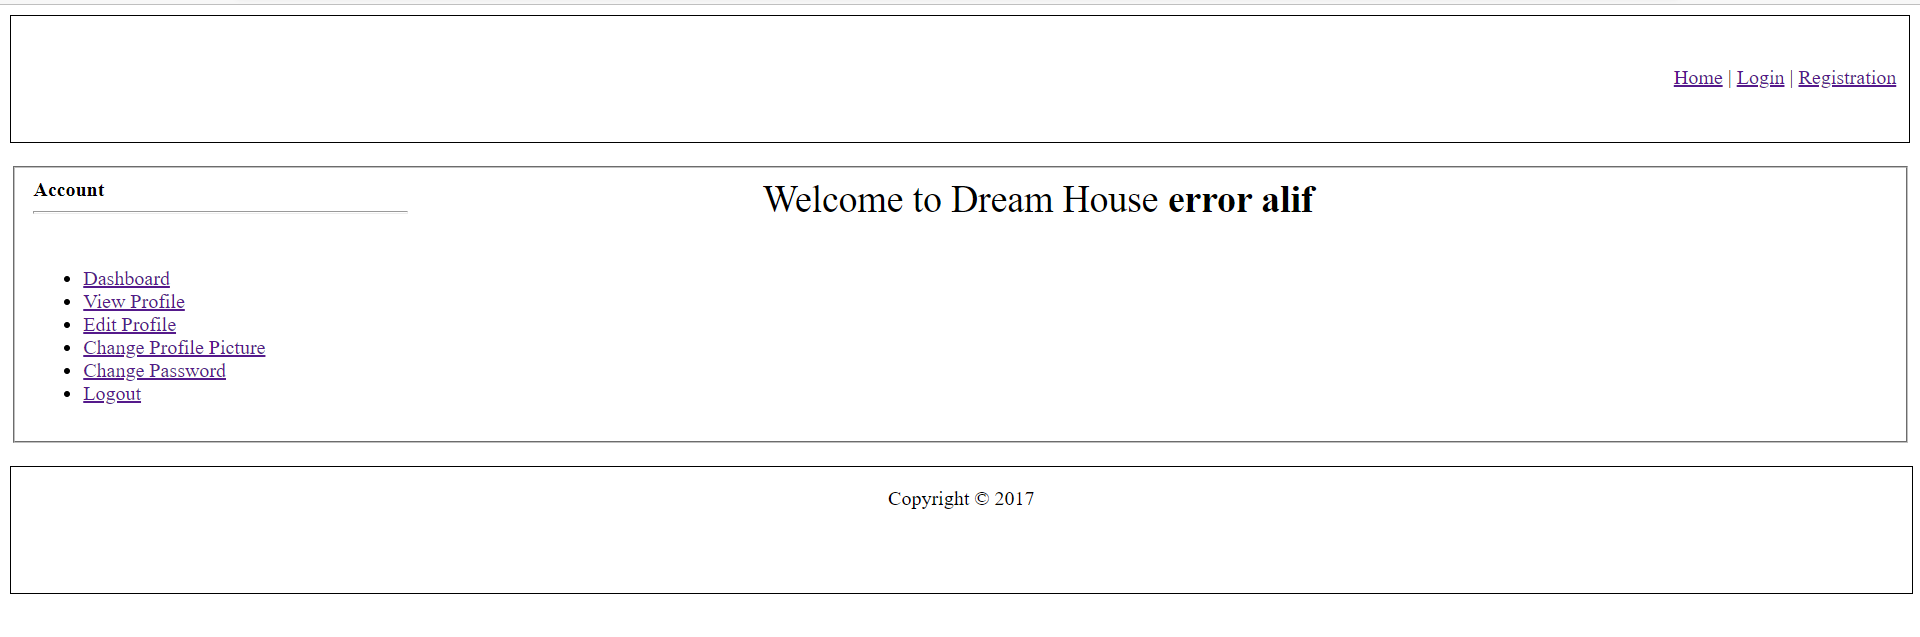 Home | Login | Registration
Account
Welcome to Dream House error alif
Dashboard
View Profile
Edit Profile
Change Profile Picture
Change Password
Logout
Copyright © 2017